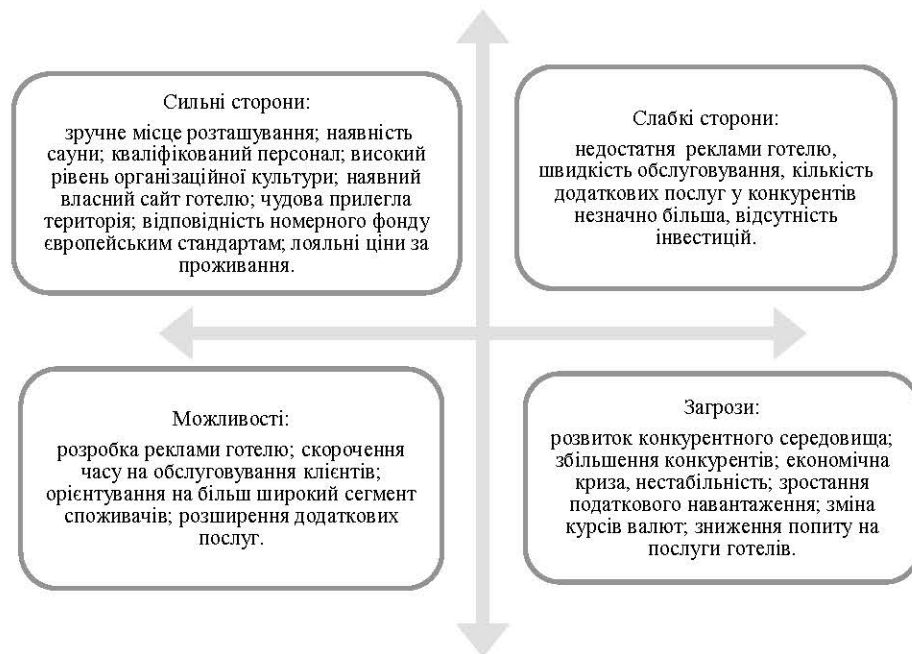 Сильні сторони:
зручне місце розташування; наявність
сауни; кваліфікований персонал; високий
рівень організаційної культури; наявний
власний сайт готелю; чудова прилегла
територія; відповідність номерного фонду
європейським стандартам; лояльні ціни за
проживання.
Слабкі сторони:
недостатня реклами готелю,
швидкість обслуговування, кількість
додаткових послуг у конкурентів
незначно більша, відсутність
інвестицій.
Можливості:
розробка реклами готелю; скорочення
часу на обслуговування клієнтів;
орієнтування на більш широкий сегмент
споживачів; розширення додаткових
послуг.
Загрози:
розвиток конкурентного середовища;
збільшення конкурентів; економічна
криза, нестабільність; зростання
податкового навантаження; зміна
курсів валют; зниження попиту на
послуги готелів.